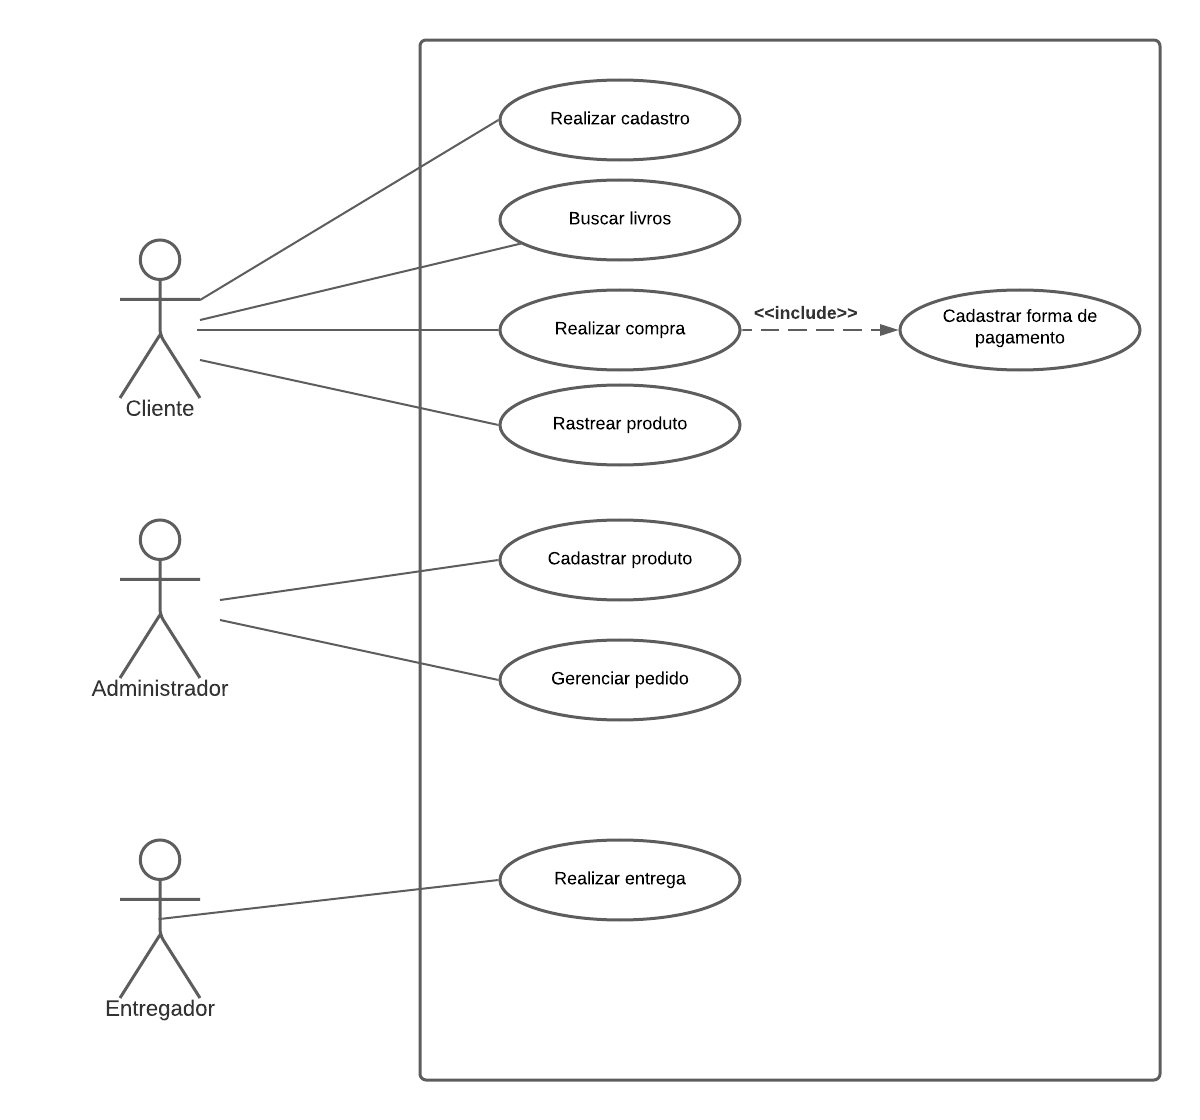 Realizar cadastro
Buscar livros
Realizar compra
<<include>>
Cadastrar forma de
pagamento
Rastrear produto
Cliente
Cadastrar produto
Gerenciar pedido
Administrador
Realizar entrega
Entregador